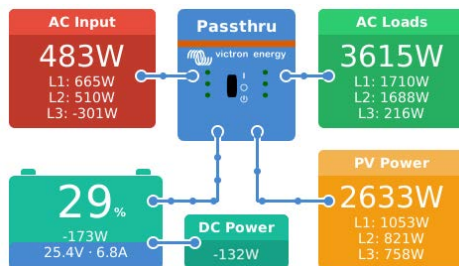 AC Input
483W
L1: 665W
L2: 510W
L3: -301W
Passthru
victron energy
AC Loads
3615W
L1: 1710W
L2: 1688W
L3: 216W
29%
-173W
25.4V · 6.8A
DC Power
-132W
PV Power
2633W
L1: 1053W
L2: 821W
L3: 758W